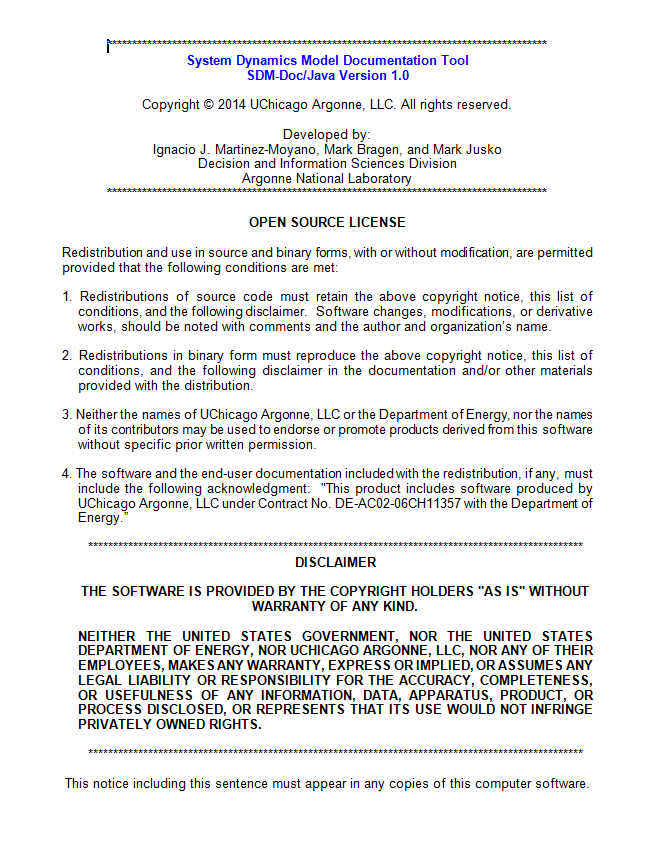 ****************************************************************************************
System Dynamics Model Documentation Tool
SDM-Doc/Java Version 1.0
Copyright © 2014 UChicago Argonne, LLC. All rights reserved.
Developed by:
Ignacio J. Martinez-Moyano, Mark Bragen, and Mark Jusko
Decision and Information Sciences Division
Argonne National Laboratory
****************************************************************************************
OPEN SOURCE LICENSE
Redistribution and use in source and binary forms, with or without modification, are permitted
provided that the following conditions are met:
1. Redistributions of source code must retain the above copyright notice, this list of
conditions, and the following disclaimer. Software changes, modifications, or derivative
works, should be noted with comments and the author and organization's name.
2. Redistributions in binary form must reproduce the above copyright notice, this list of
conditions, and the following disclaimer in the documentation and/or other materials
provided with the distribution.
3. Neither the names of UChicago Argonne, LLC or the Department of Energy, nor the names
of its contributors may be used to endorse or promote products derived from this software
without specific prior written permission.
4. The software and the end-user documentation included with the redistribution, if any, must
include the following acknowledgment: "This product includes software produced by
UChicago Argonne, LLC under Contract No. DE-AC02-06CH11357 with the Department of
Energy."
***************************************************************************************************
DISCLAIMER
THE SOFTWARE IS PROVIDED BY THE COPYRIGHT HOLDERS "AS IS" WITHOUT
WARRANTY OF ANY KIND.
NEITHER THE UNITED STATES GOVERNMENT, NOR THE UNITED STATES
DEPARTMENT OF ENERGY, NOR UCHICAGO ARGONNE, LLC, NOR ANY OF THEIR
EMPLOYEES, MAKES ANY WARRANTY, EXPRESS OR IMPLIED, OR ASSUMES ANY
LEGAL LIABILITY OR RESPONSIBILITY FOR THE ACCURACY, COMPLETENESS,
OR USEFULNESS OF ANY INFORMATION, DATA, APPARATUS, PRODUCT, OR
PROCESS DISCLOSED, OR REPRESENTS THAT ITS USE WOULD NOT INFRINGE
PRIVATELY OWNED RIGHTS.
***************************************************************************************************
This notice including this sentence must appear in any copies of this computer software.